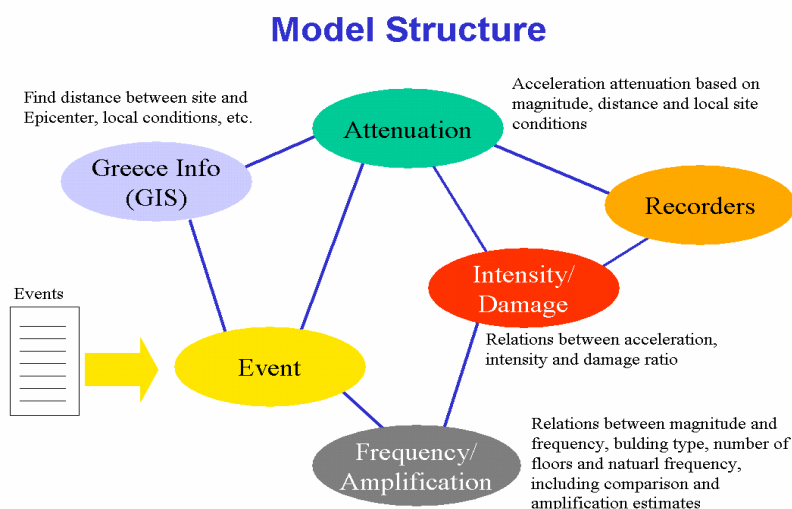 Model Structure
Find distance between site and
Epicenter, local conditions, etc.
Acceleration attenuation based on
magnitude, distance and local site
conditions
Attenuation
Greece Info
(GIS)
Recorders
Intensity/
Damage
Events
Relations between acceleration,
intensity and damage ratio
Event
Frequency/
Amplification
Relations between magnitude and
frequency, bulding type, number of
floors and natuarl frequency,
including comparison and
amplification estimates